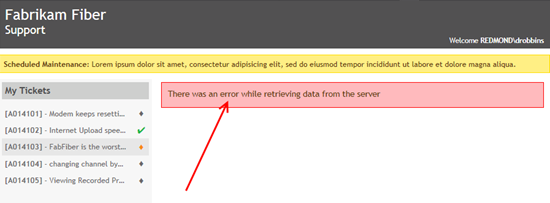 Fabrikam Fiber
Support
Welcome REDMOND\drobbins
Scheduled Maintenance: Lorem ipsum dolor sit amet, consectetur adipisicing elit, sed do eiusmod tempor incididunt ut labore et dolore magna aliqua.
My Tickets
[A014101] - Modem keeps resetti...
[A014102] - Internet Upload spee...
[A014103] - FabFiber is the worst...
[A014104] - changing channel by...
[A014105] - Viewing Recorded Pr...
There was an error while retrieving data from the server